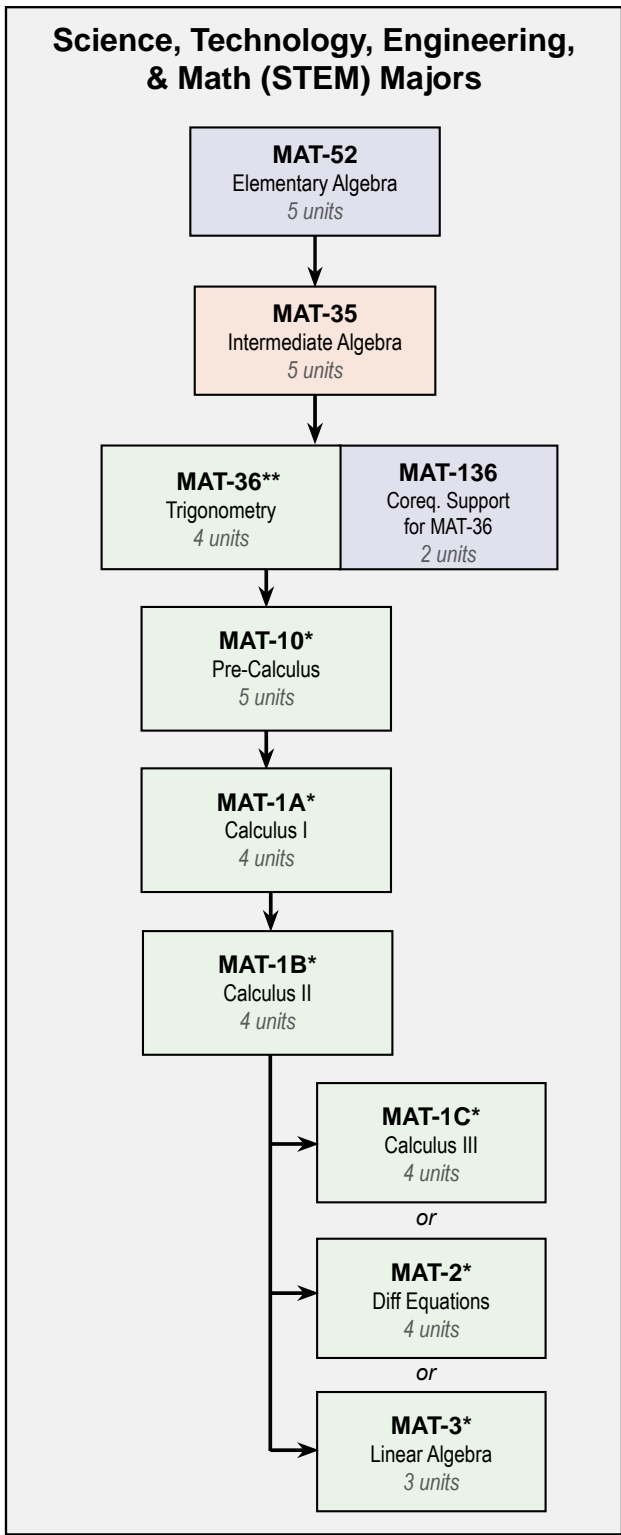 Science, Technology, Engineering,
& Math (STEM) Majors
MAT-52
Elementary Algebra
5 units
MAT-35
Intermediate Algebra
5 units
MAT-36**
Trigonometry
4 units
MAT-136
Coreq. Support
for MAT-36
2 units
MAT-10*
Pre-Calculus
5 units
MAT-1A*
Calculus I
4 units
MAT-1B*
Calculus II
4 units
MAT-1C*
Calculus III
4 units
or
MAT-2*
Diff Equations
4 units
or
MAT-3*
Linear Algebra
3 units